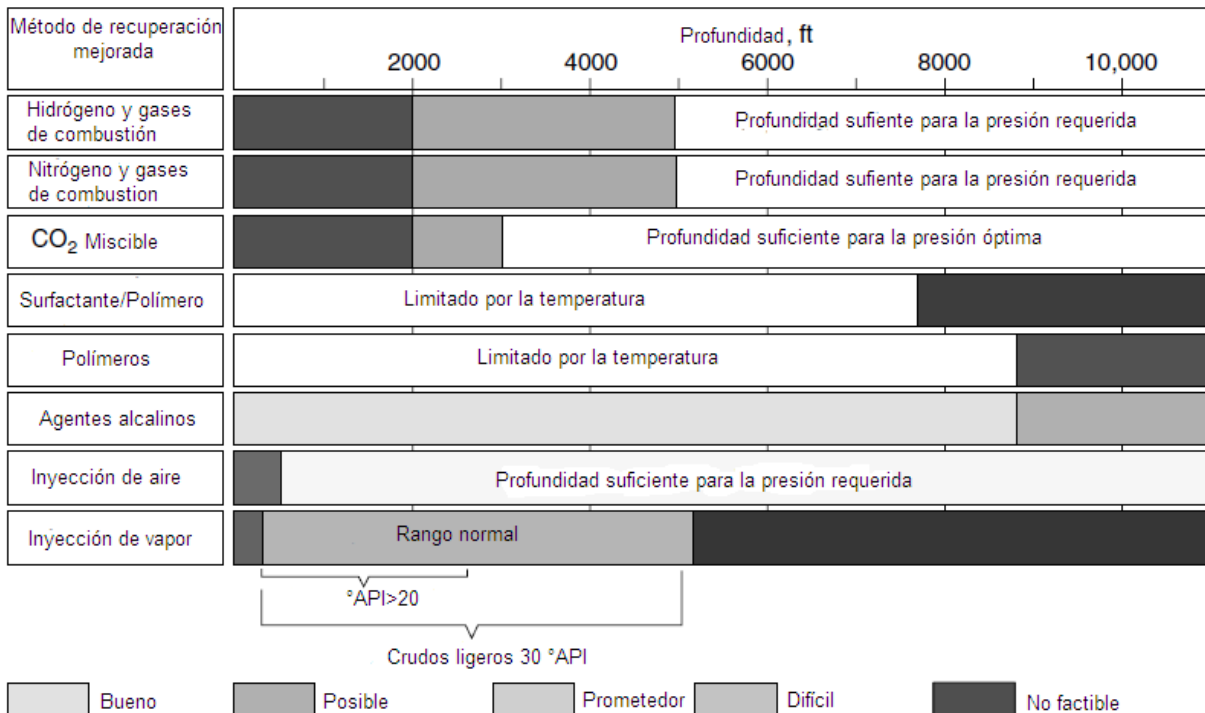 Método de recuperación
mejorada
Profundidad, ft
2000 4000 6000 8000 10,000
Hidrógeno y gases
de combustión
Profundidad sufiente para la presión requerida
Nitrógeno y gases
de combustion
Profundidad sufiente para la presión requerida
CO₂ Miscible
Profundidad suficiente para la presión óptima
Surfactante/Polímero
Limitado por la temperatura
Polímeros
Limitado por la temperatura
Agentes alcalinos
Inyección de aire
Profundidad suficiente para la presión requerida
Inyección de vapor
Rango normal
°API>20
Crudos ligeros 30 °API
Bueno Posible Prometedor Difícil No factible